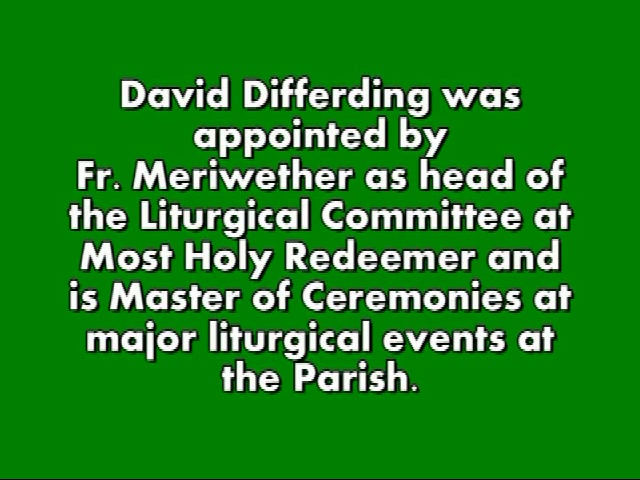 David Differding was
appointed by
Fr. Meriwether as head of
the Liturgical Committee at
Most Holy Redeemer and
is Master of Ceremonies at
major liturgical events at
the Parish.